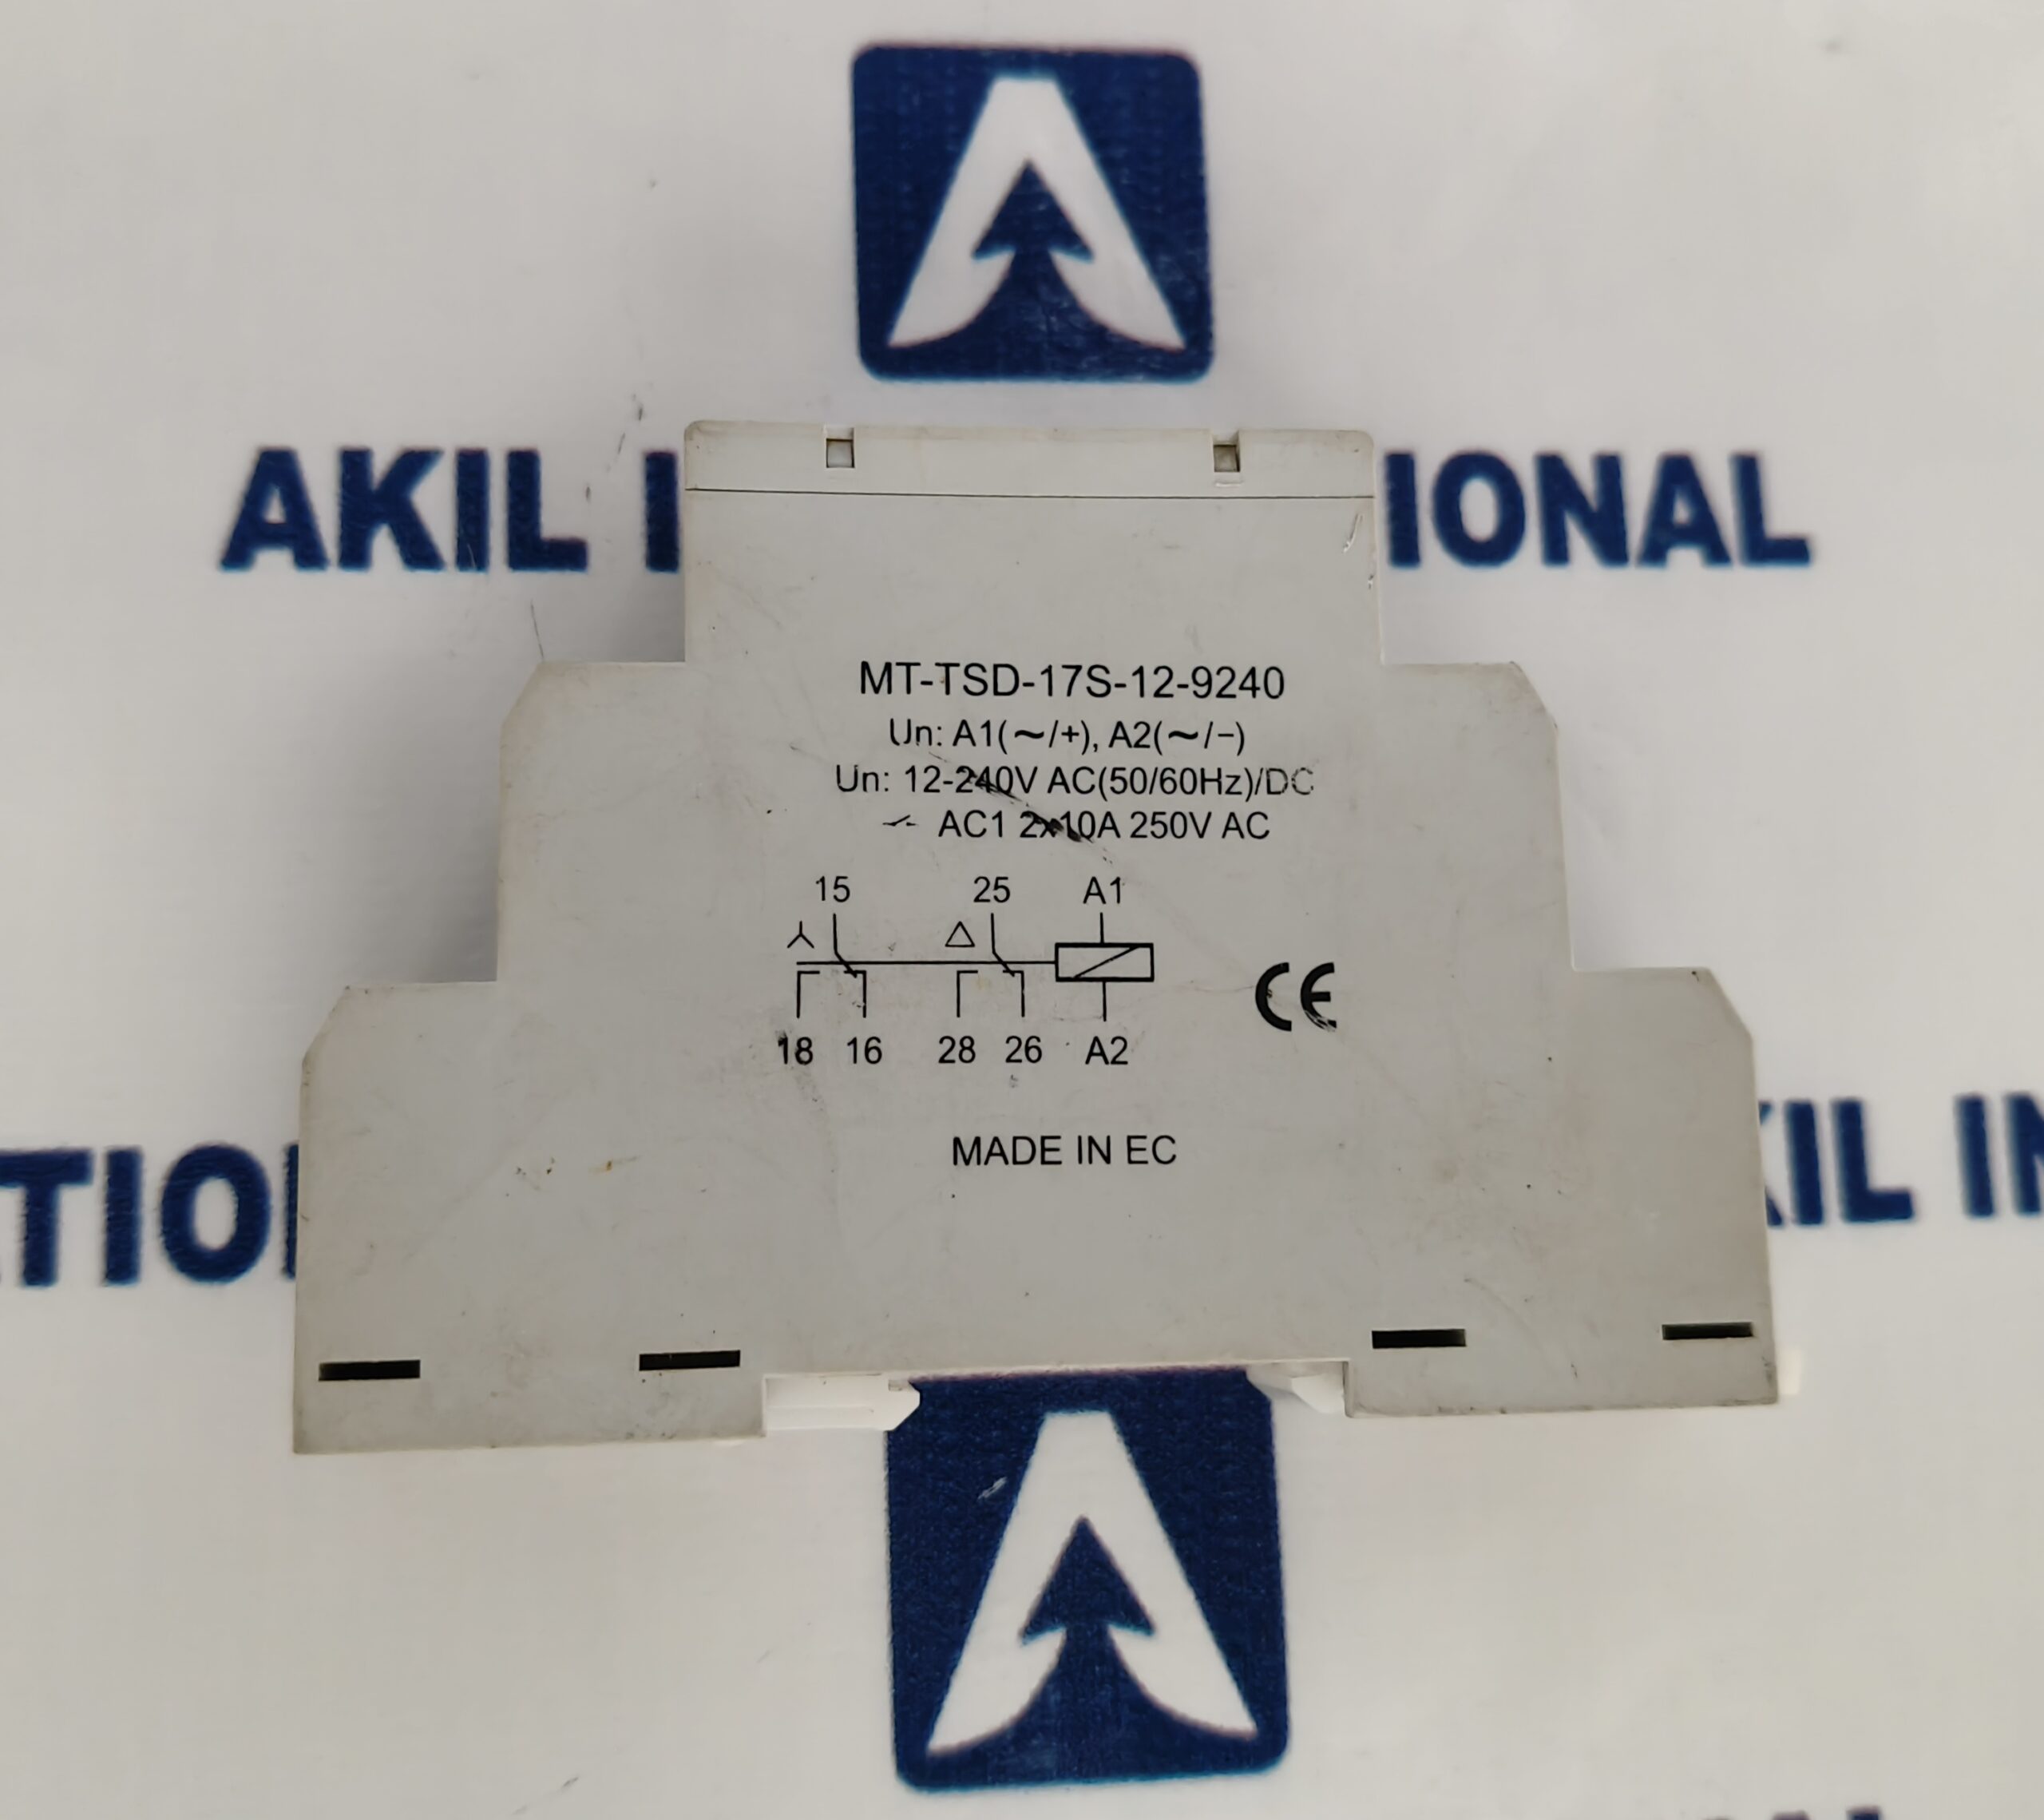 AKIL I
IONAL
MT-TSD-17S-12-9240
Un: A1(~/+), A2(~/-)
Un: 12-240V AC(50/60Hz)/DC
AC1 2x10A 250V AC
15 25 A1
18 16 28 26 A2
CE
MADE IN EC
ATIO
KIL IN